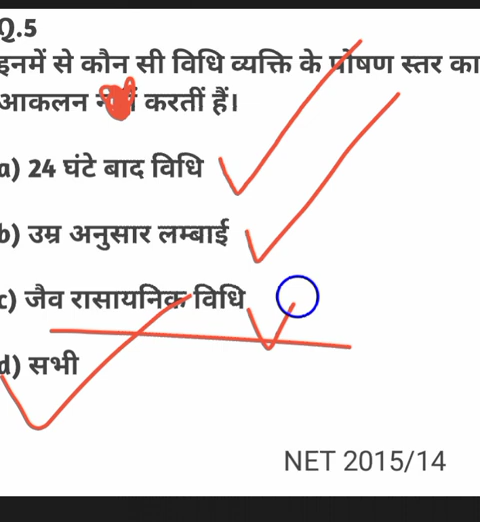 Q.5
इनमें से कौन सी विधि व्यक्ति के पोषण स्तर का
आकलन करतीं हैं।
a) 24 घंटे बाद विधि
b) उम्र अनुसार लम्बाई
c) जैव रासायनिक विधि
d) सभी
NET 2015/14